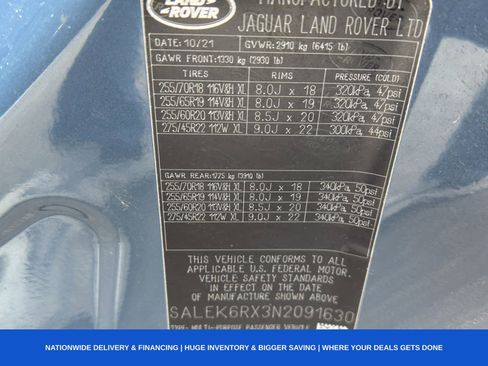 LAND
ROVER
MANUFACTURED BY
JAGUAR LAND ROVER LTD
DATE: 10/21 GVWR: 2910 kg (6415 lb)
GAWR FRONT: 1330 kg (2930 lb)
TIRES RIMS PRESSURE (COLD)
255/70R18 116V&H XL 8.0J x 18 320kPa, 47psi
255/65R19 114V&H XL 8.0J x 19 320kPa, 47psi
255/60R20 113V&H XL 8.5J x 20 320kPa, 47psi
275/45R22 112W XL 9.0J x 22 300kPa, 44psi
GAWR REAR: 1775 kg (3910 lb)
255/70R18 116V&H XL 8.0J x 18 340kPa, 50psi
255/65R19 114V&H XL 8.0J x 19 340kPa, 50psi
255/60R20 113V&H XL 8.5J x 20 340kPa, 50psi
275/45R22 112W XL 9.0J x 22 340kPa, 50psi
THIS VEHICLE CONFORMS TO ALL
APPLICABLE U.S. FEDERAL MOTOR
VEHICLE SAFETY STANDARDS
IN EFFECT ON THE DATE OF
MANUFACTURE SHOWN ABOVE
SALEK6RX3N2091630
TYPE: MULTI-PURPOSE PASSENGER VEHICLE
NATIONWIDE DELIVERY & FINANCING | HUGE INVENTORY & BIGGER SAVING | WHERE YOUR DEALS GETS DONE